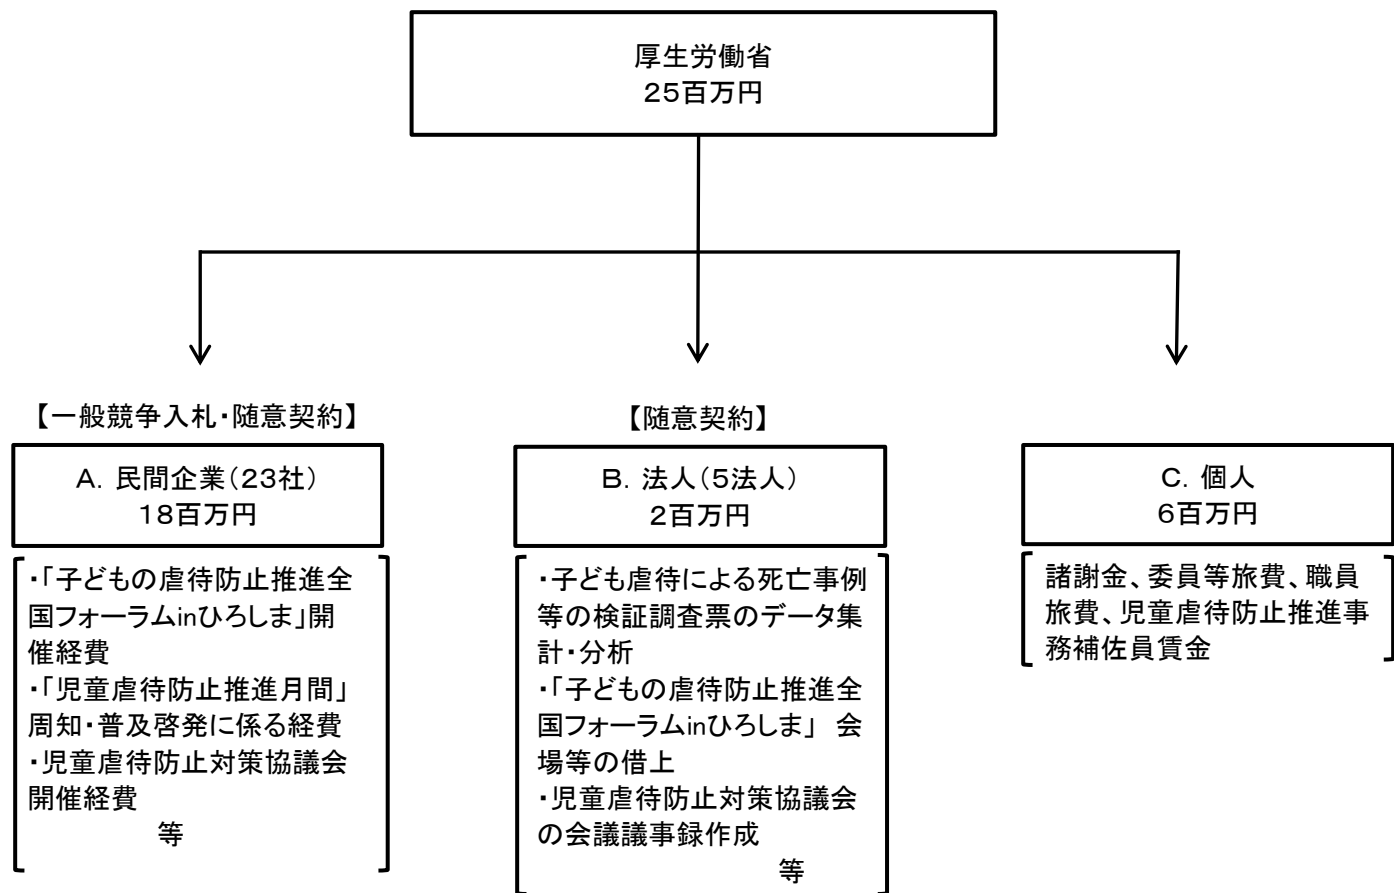 厚生労働省
25百万円
【一般競争入札・随意契約】
A．民間企業（23社）
18百万円
・「子どもの虐待防止推進全
国フォーラムinひろしま」開
催経費
・「児童虐待防止推進月間」
周知・普及啓発に係る経費
・児童虐待防止対策協議会
開催経費
等
【随意契約】
B．法人（5法人）
2百万円
・子ども虐待による死亡事例
等の検証調査票のデータ集
計・分析
・「子どもの虐待防止推進全
国フォーラムinひろしま」　会
場等の借上
・児童虐待防止対策協議会
の会議議事録作成
等
C．個人
6百万円
諸謝金、委員等旅費、職員
旅費、児童虐待防止推進事
務補佐員賃金